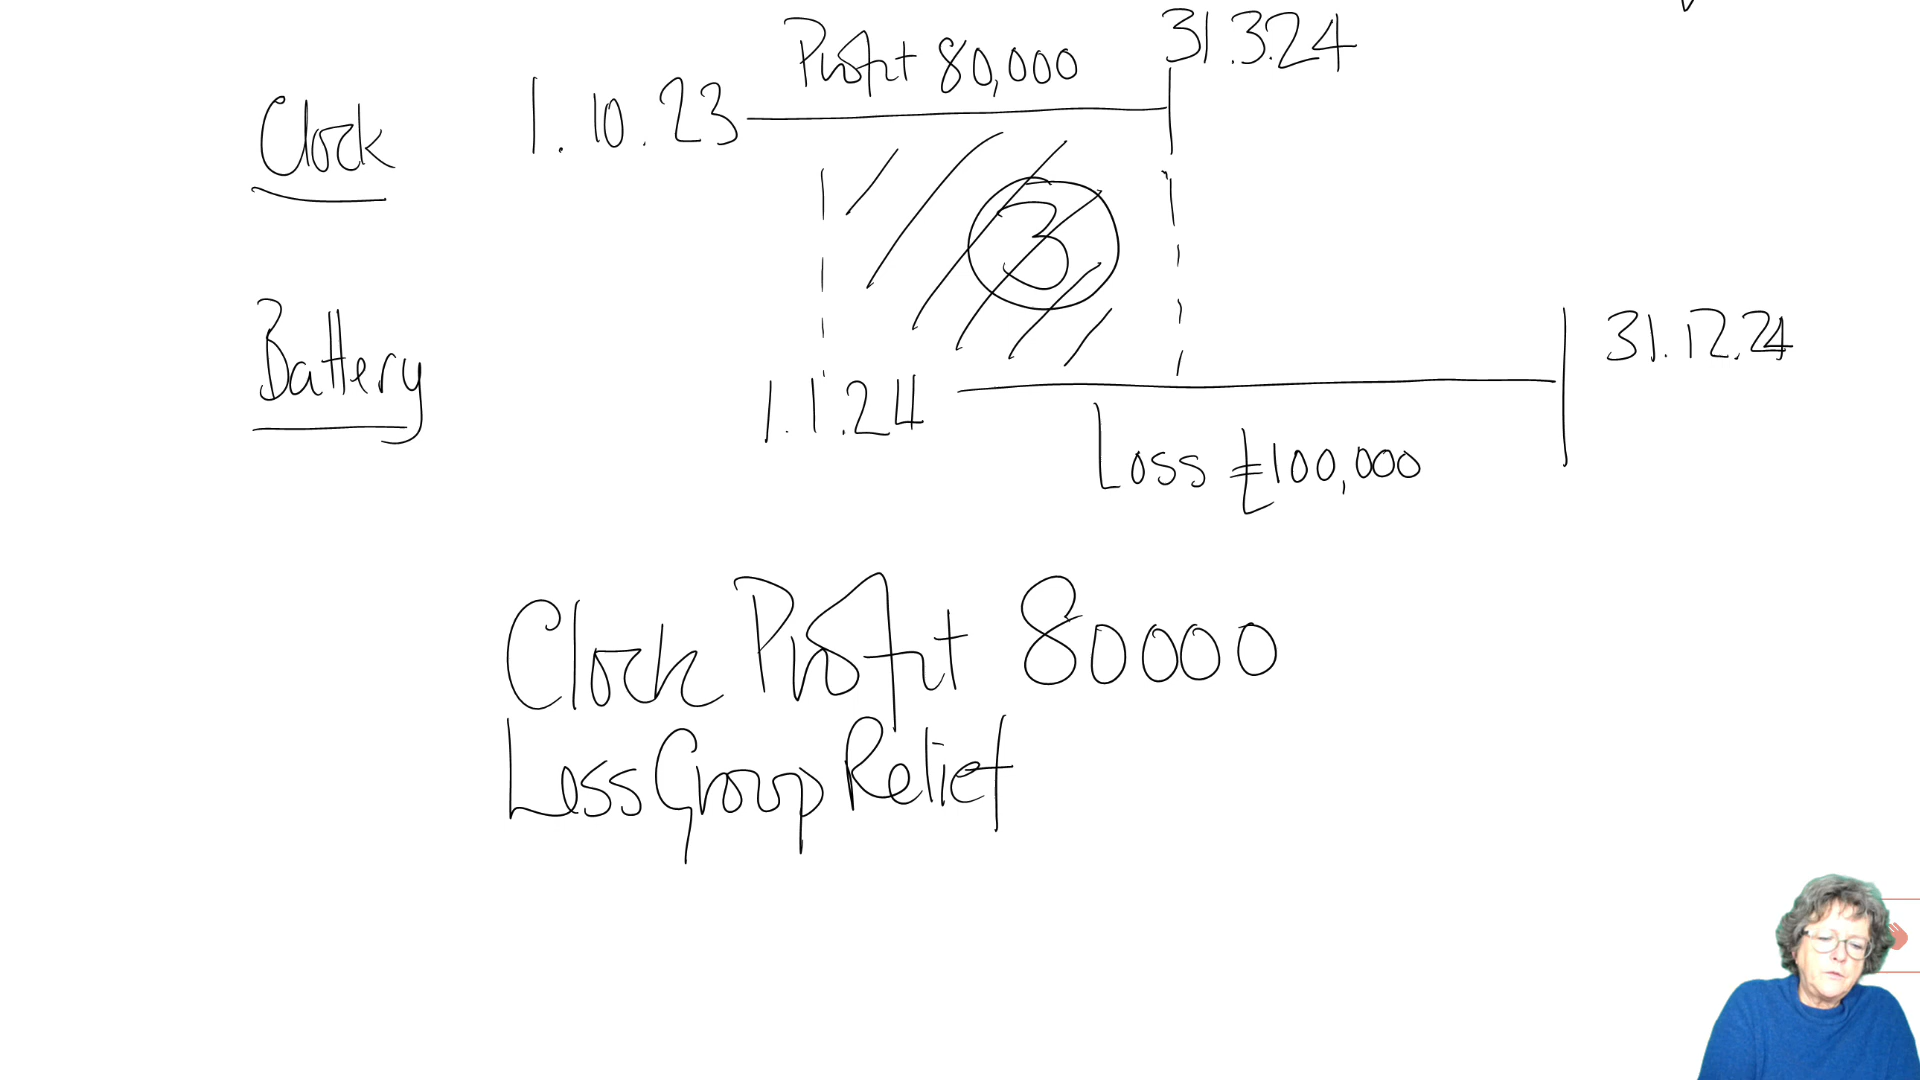 Profit 80,000
31.3.24
Clock
1.10.23
3
Battery
31.12.24
1.1.24
Loss £100,000
Clock Profit 80000
Less Group Relief